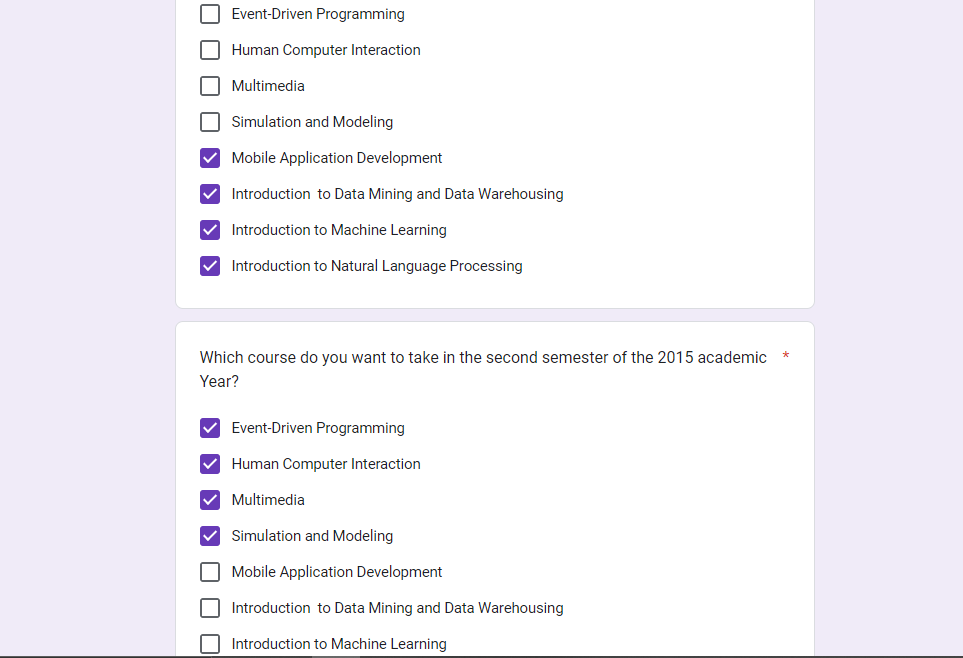 Event-Driven Programming
Human Computer Interaction
Multimedia
Simulation and Modeling
Mobile Application Development
Introduction  to Data Mining and Data Warehousing
Introduction to Machine Learning
Introduction to Natural Language Processing
Which course do you want to take in the second semester of the 2015 academic *
Year?
Event-Driven Programming
Human Computer Interaction
Multimedia
Simulation and Modeling
Mobile Application Development
Introduction  to Data Mining and Data Warehousing
Introduction to Machine Learning